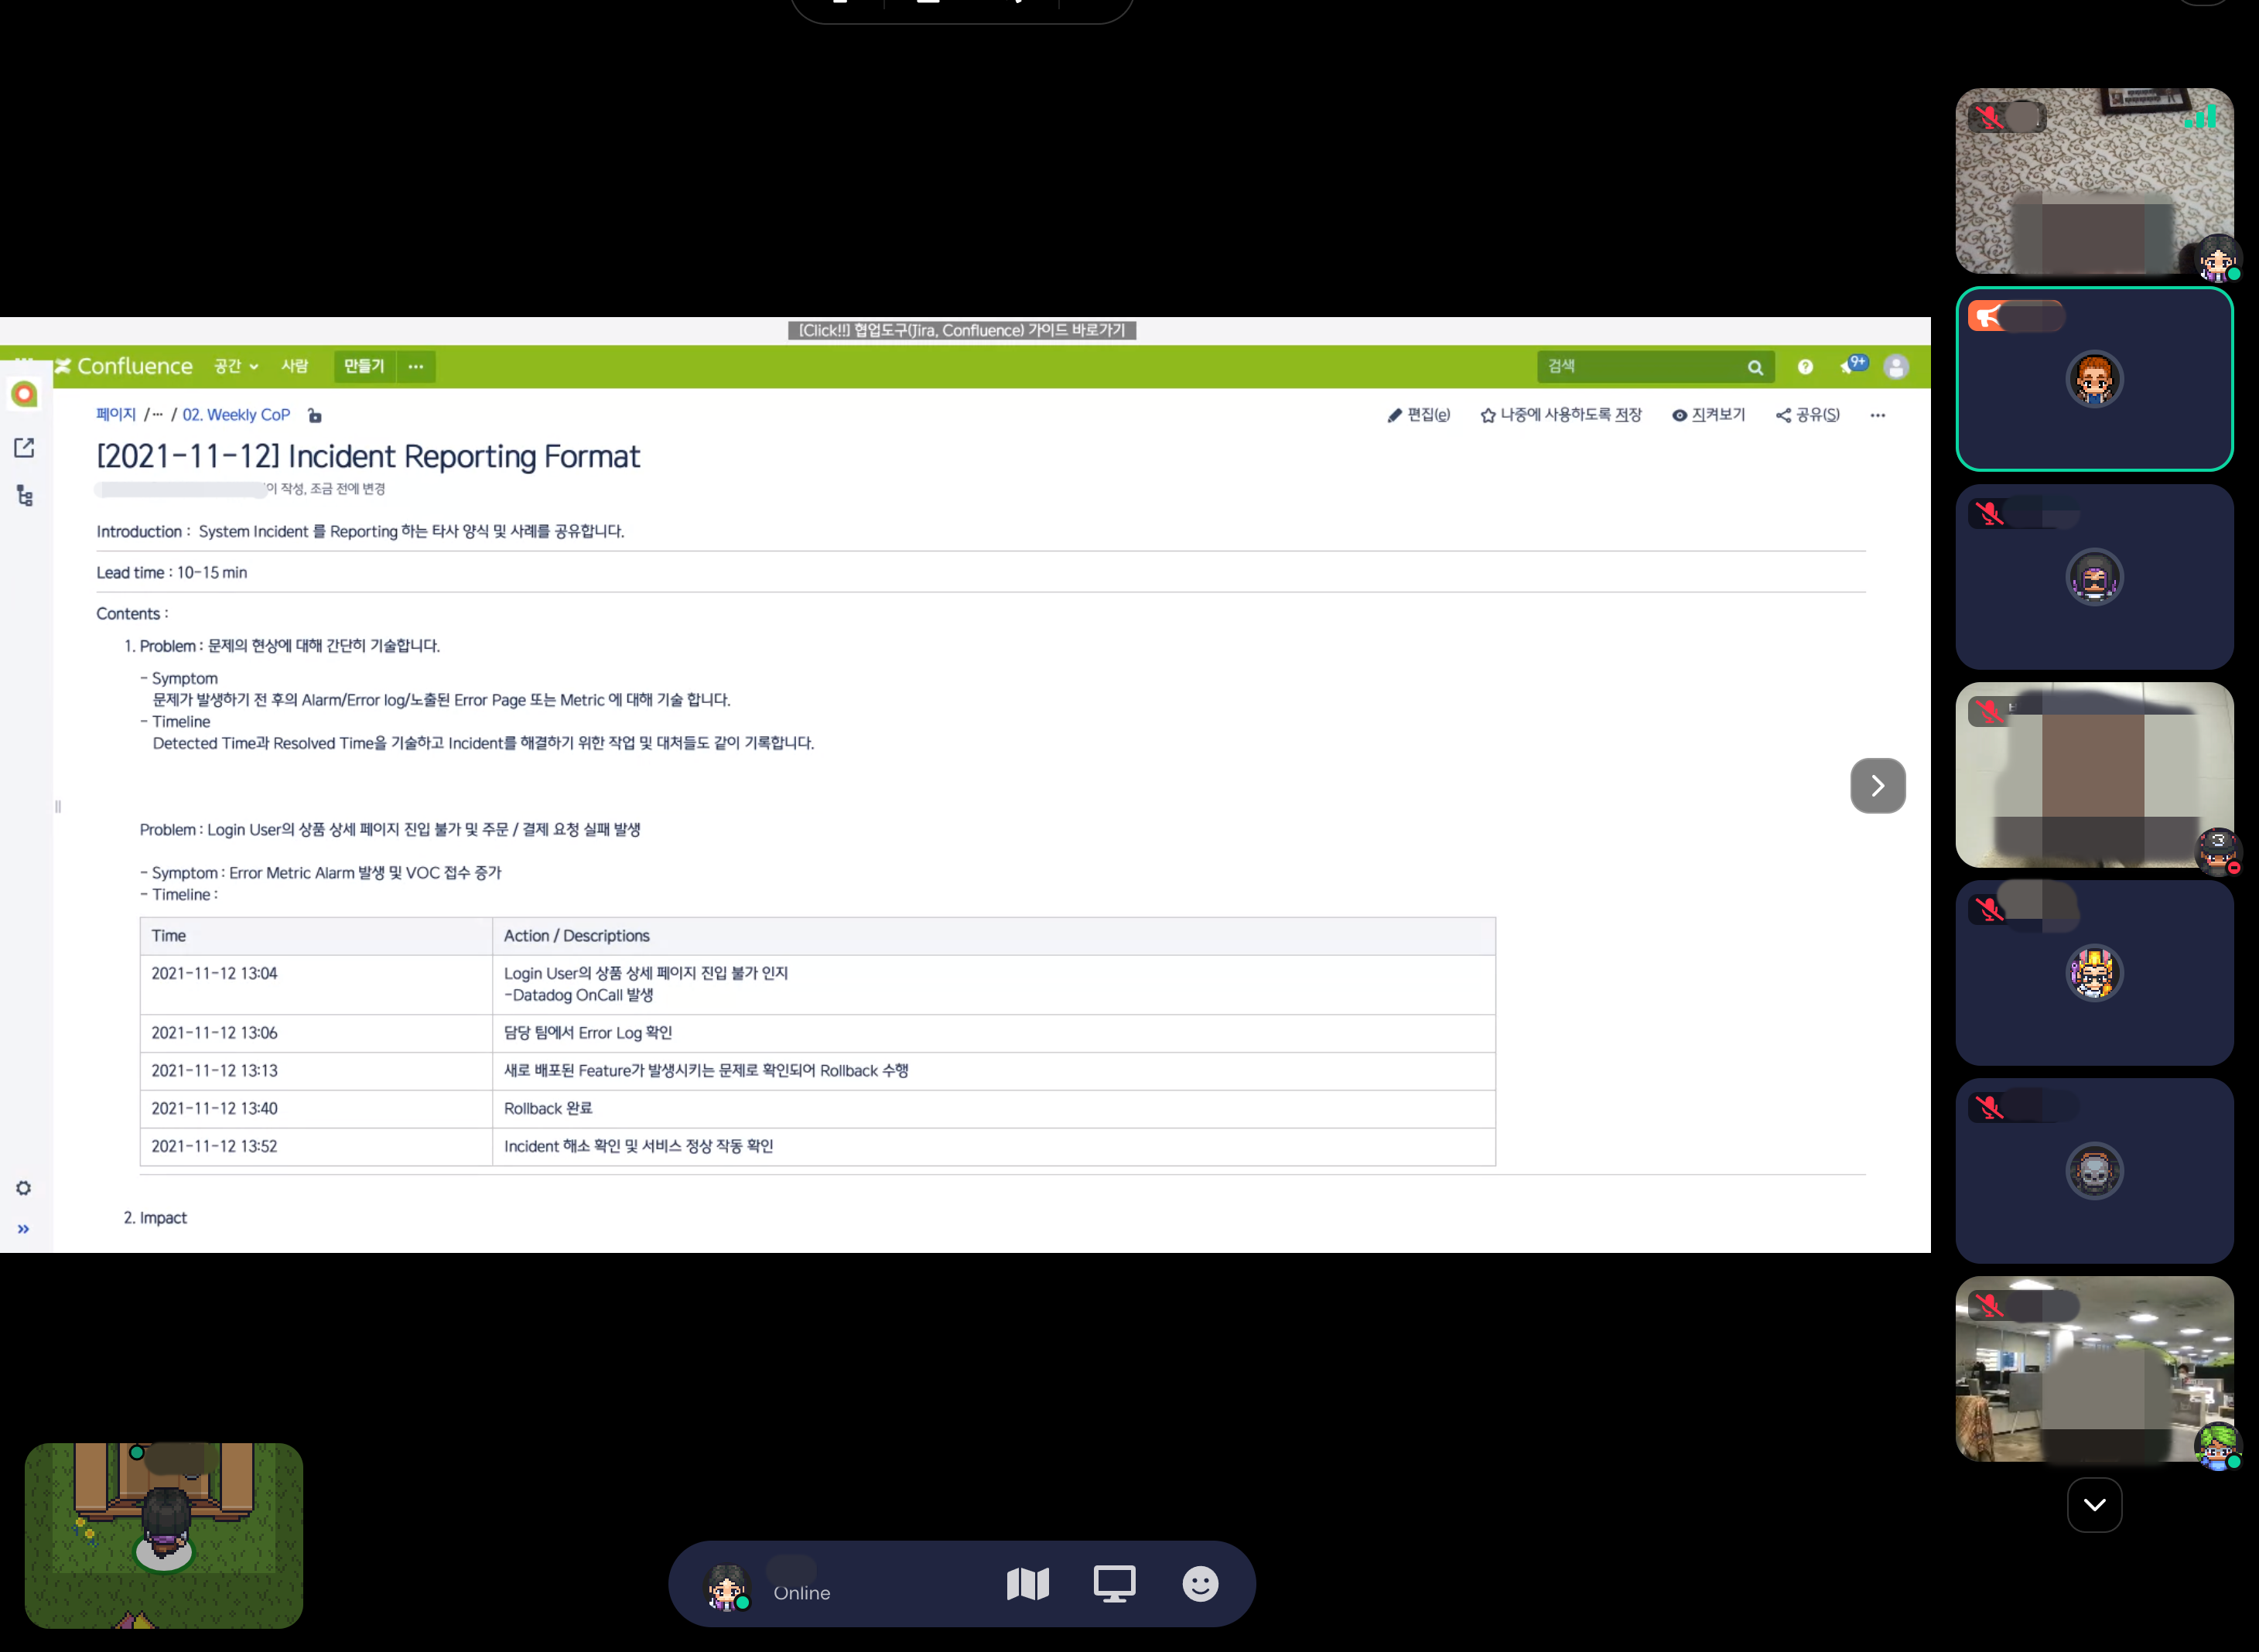 [Click!!] 협업도구(Jira, Confluence) 가이드 바로가기
Confluence 공간 사람 만들기 ··· 검색 9+
페이지 /··· / 02. Weekly CoP 편집(e) 나중에 사용하도록 저장 지켜보기 공유(S) ···
[2021-11-12] Incident Reporting Format
이 작성, 조금 전에 변경
Introduction : System Incident 를 Reporting 하는 타사 양식 및 사례를 공유합니다.
Lead time : 10-15 min
Contents :
1. Problem : 문제의 현상에 대해 간단히 기술합니다.
- Symptom
문제가 발생하기 전 후의 Alarm/Error log/노출된 Error Page 또는 Metric 에 대해 기술 합니다.
- Timeline
Detected Time과 Resolved Time을 기술하고 Incident를 해결하기 위한 작업 및 대처들도 같이 기록합니다.
Problem : Login User의 상품 상세 페이지 진입 불가 및 주문 / 결제 요청 실패 발생
- Symptom : Error Metric Alarm 발생 및 VOC 접수 증가
- Timeline :
Time Action / Descriptions
2021-11-12 13:04 Login User의 상품 상세 페이지 진입 불가 인지
-Datadog OnCall 발생
2021-11-12 13:06 담당 팀에서 Error Log 확인
2021-11-12 13:13 새로 배포된 Feature가 발생시키는 문제로 확인되어 Rollback 수행
2021-11-12 13:40 Rollback 완료
2021-11-12 13:52 Incident 해소 확인 및 서비스 정상 작동 확인
2. Impact
3
Online